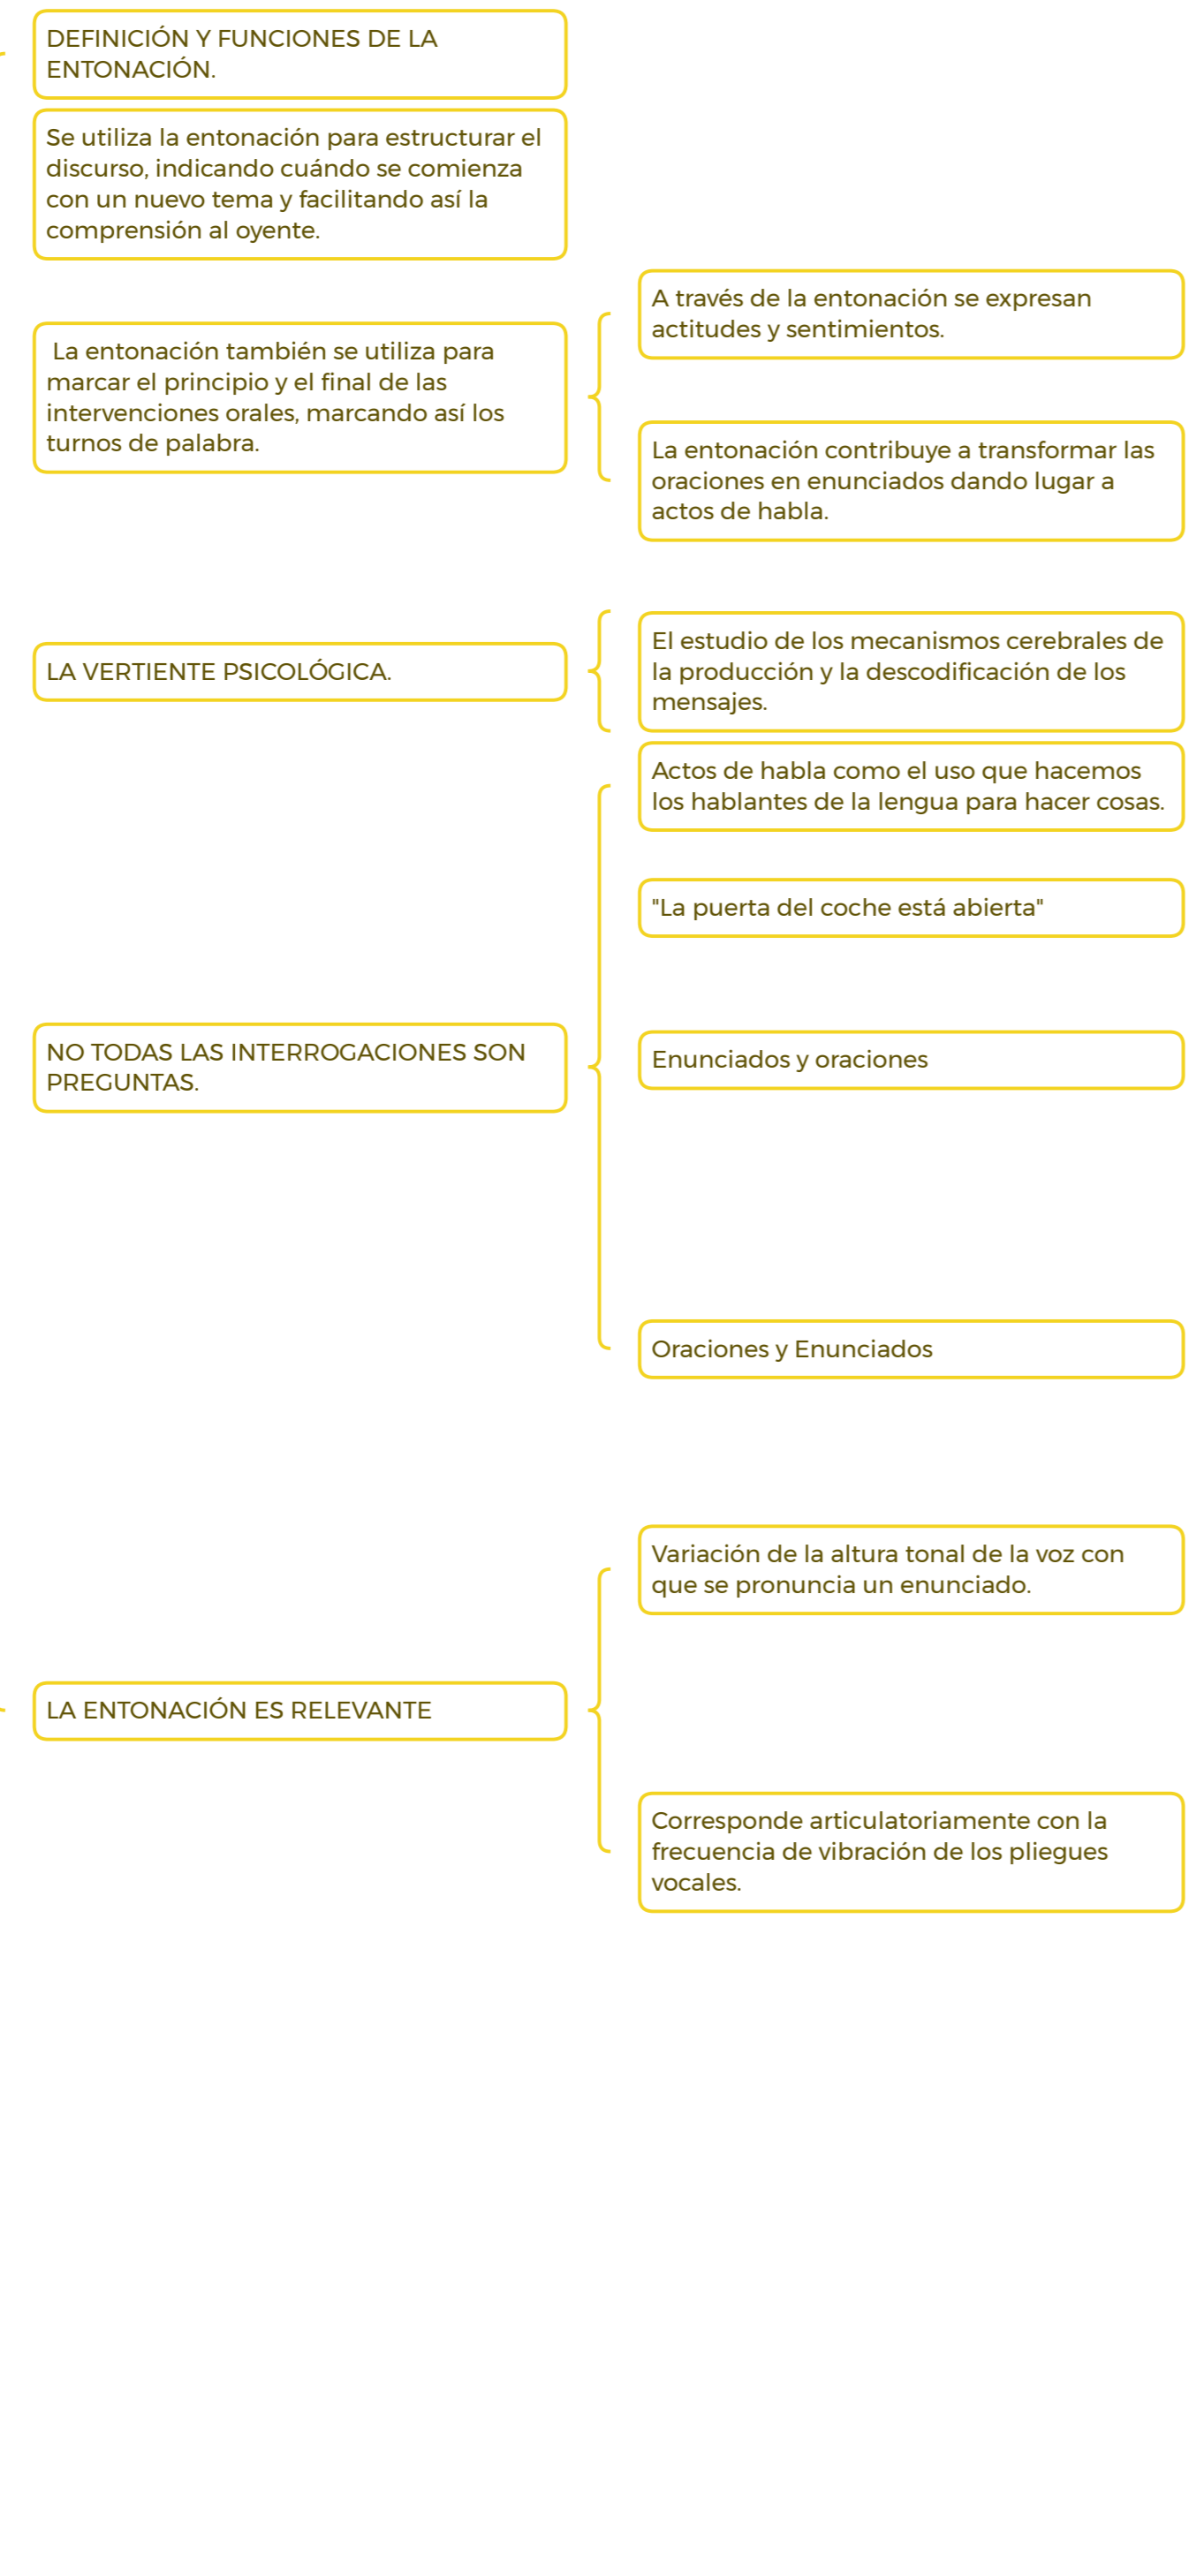 DEFINICIÓN Y FUNCIONES DE LA
ENTONACIÓN.
Se utiliza la entonación para estructurar el
discurso, indicando cuándo se comienza
con un nuevo tema y facilitando así la
comprensión al oyente.
La entonación también se utiliza para
marcar el principio y el final de las
intervenciones orales, marcando así los
turnos de palabra.
A través de la entonación se expresan
actitudes y sentimientos.
La entonación contribuye a transformar las
oraciones en enunciados dando lugar a
actos de habla.
LA VERTIENTE PSICOLÓGICA.
El estudio de los mecanismos cerebrales de
la producción y la descodificación de los
mensajes.
NO TODAS LAS INTERROGACIONES SON
PREGUNTAS.
Actos de habla como el uso que hacemos
los hablantes de la lengua para hacer cosas.
"La puerta del coche está abierta"
Enunciados y oraciones
Oraciones y Enunciados
LA ENTONACIÓN ES RELEVANTE
Variación de la altura tonal de la voz con
que se pronuncia un enunciado.
Corresponde articulatoriamente con la
frecuencia de vibración de los pliegues
vocales.